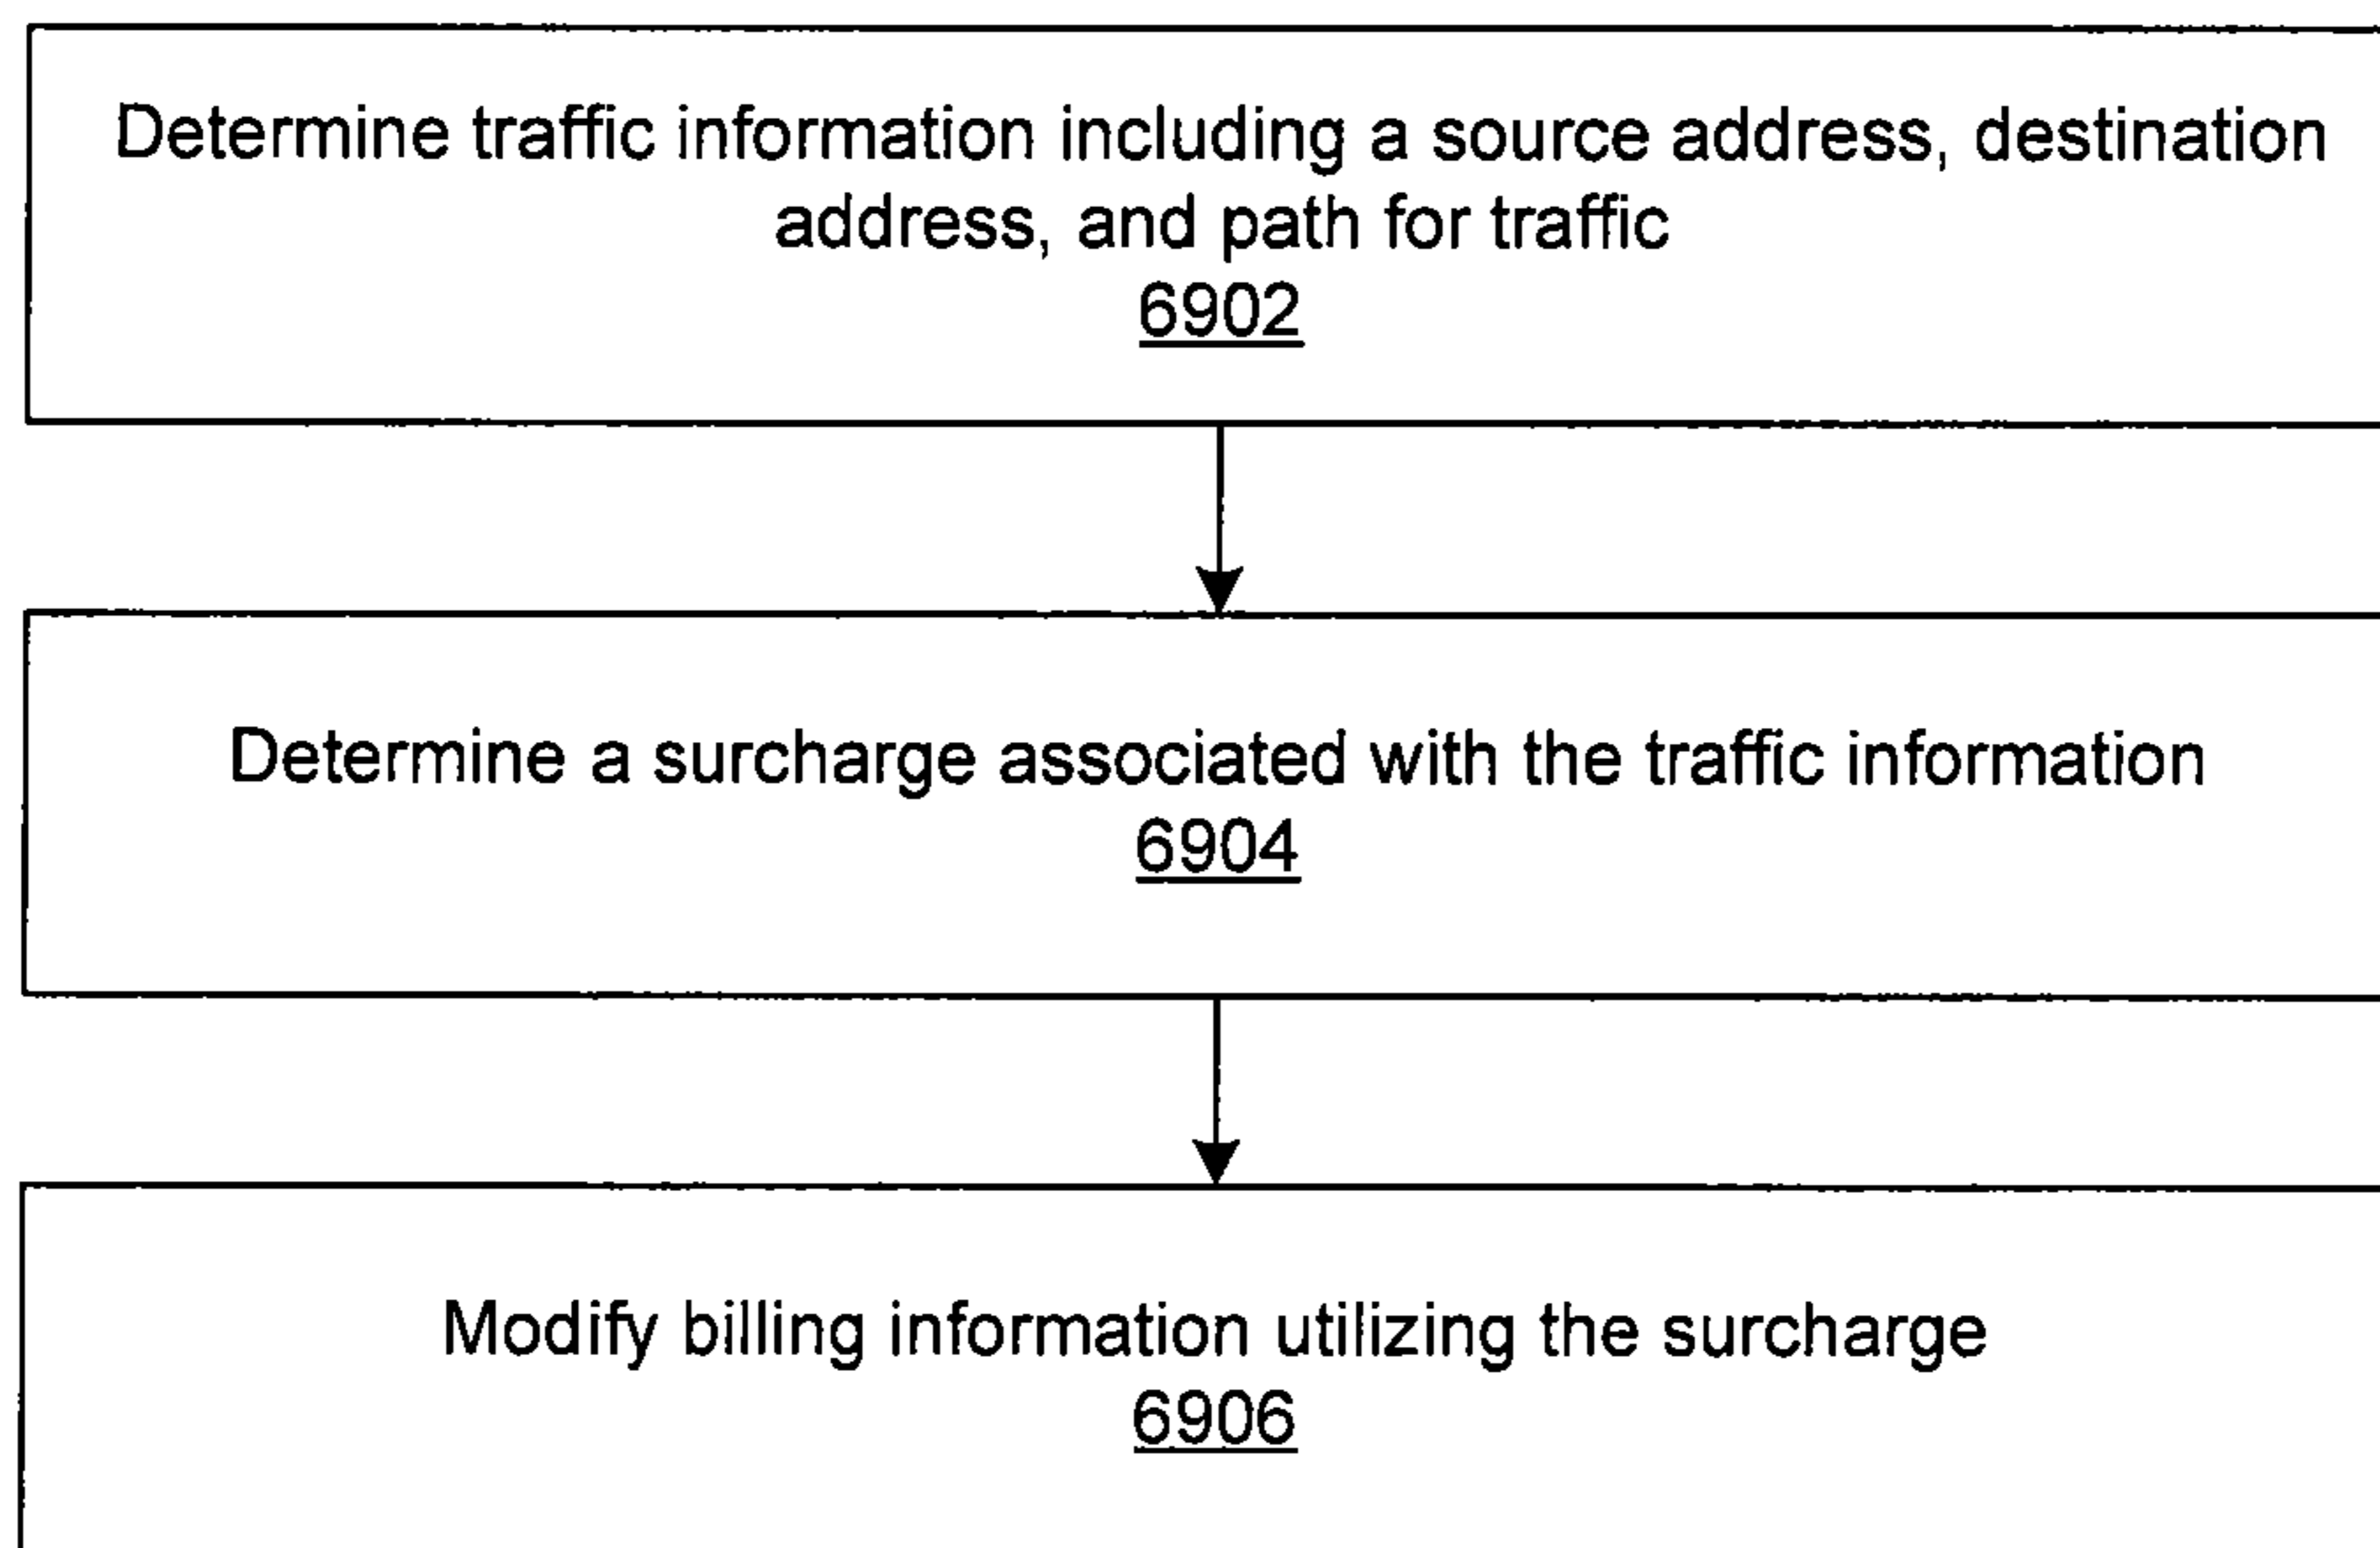 Determine traffic information including a source address, destination
address, and path for traffic
6902
Determine a surcharge associated with the traffic information
6904
Modify billing information utilizing the surcharge
6906